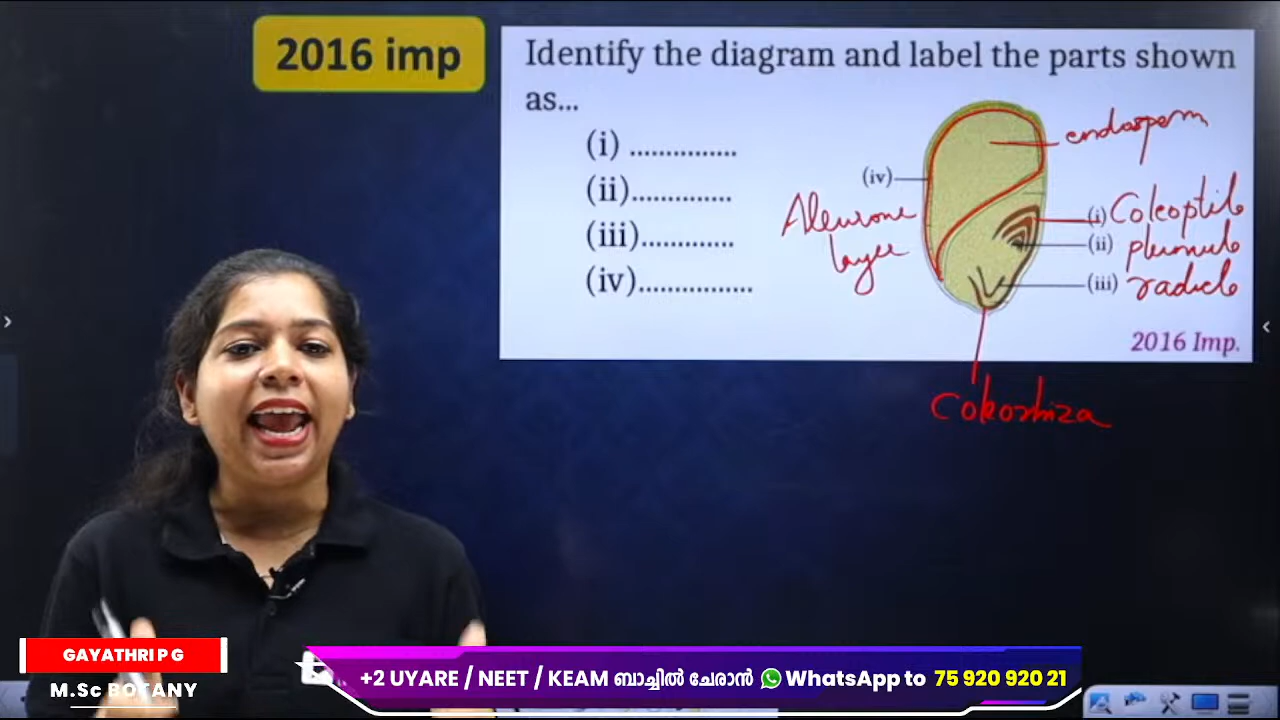 2016 imp
Identify the diagram and label the parts shown
as...
(i) ...............
(ii)..............
(iii).............
(iv)................
endosperm
(iv)
Aleurone
layer
(i) Coleoptile
(ii) plumule
(iii) radicle
2016 Imp.
Coleorhiza
GAYATHRI P G
M.Sc BOTANY
+2 UYARE / NEET / KEAM ബാച്ചിൽ ചേരാൻ WhatsApp to 75 920 920 21